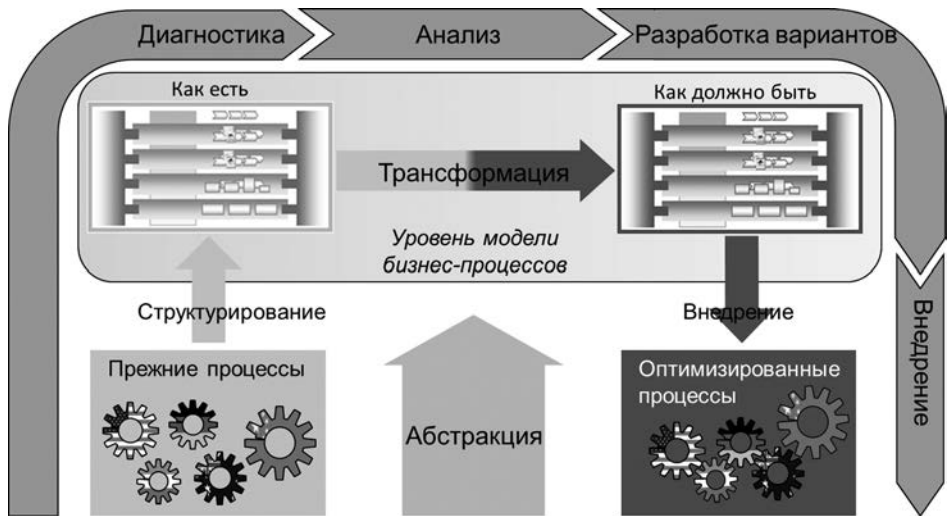 Диагностика
Анализ
Разработка вариантов
Как есть
Как должно быть
Трансформация
Уровень модели
бизнес-процессов
Структурирование
Внедрение
Внедрение
Прежние процессы
Абстракция
Оптимизированные
процессы